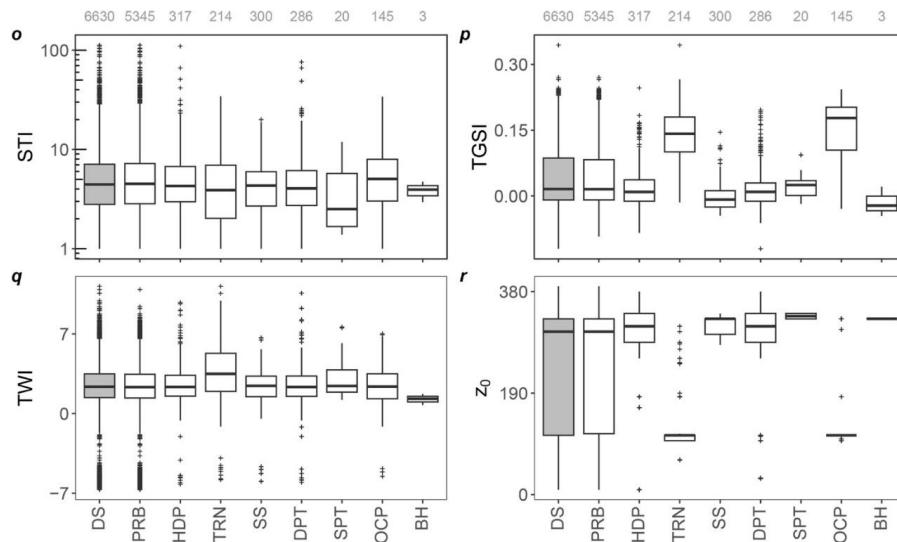 6630 5345 317 214 300 286 20 145 3
6630 5345 317 214 300 286 20 145 3
o
STI
100
10
1
p
TGSI
0.30
0.15
0.00
q
TWI
7
0
−7
r
z0
380
190
0
DS PRB HDP TRN SS DPT SPT OCP BH
DS PRB HDP TRN SS DPT SPT OCP BH